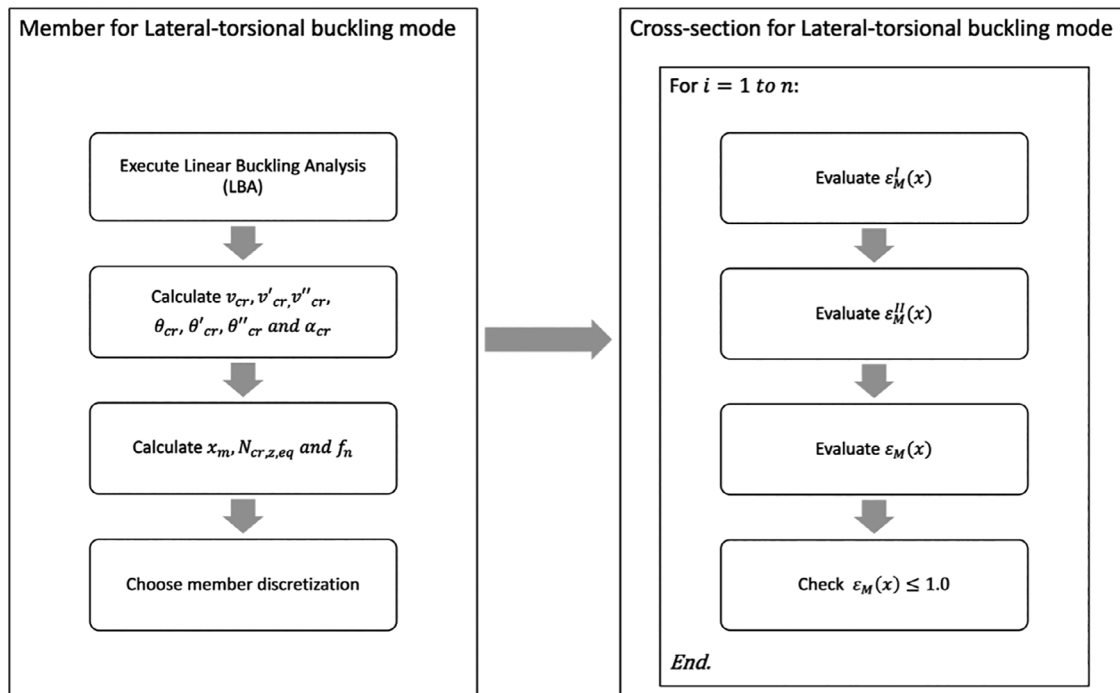 Member for Lateral-torsional buckling mode
Execute Linear Buckling Analysis
(LBA)
Calculate v_cr, v'_cr, v''_cr,
θ_cr, θ'_cr, θ''_cr and α_cr
Calculate x_m, N_cr,z,eq and f_n
Choose member discretization
Cross-section for Lateral-torsional buckling mode
For i = 1 to n:
Evaluate ε_M^I(x)
Evaluate ε_M^II(x)
Evaluate ε_M(x)
Check ε_M(x) ≤ 1.0
End.